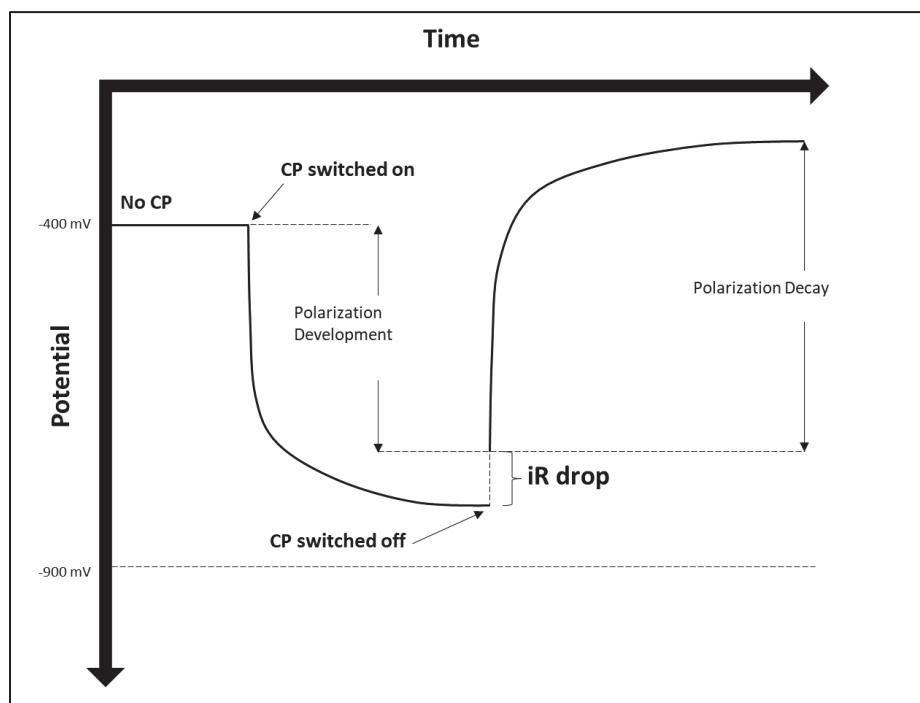 Time
CP switched on
No CP
-400 mV
Polarization
Development
Polarization Decay
Potential
iR drop
CP switched off
-900 mV